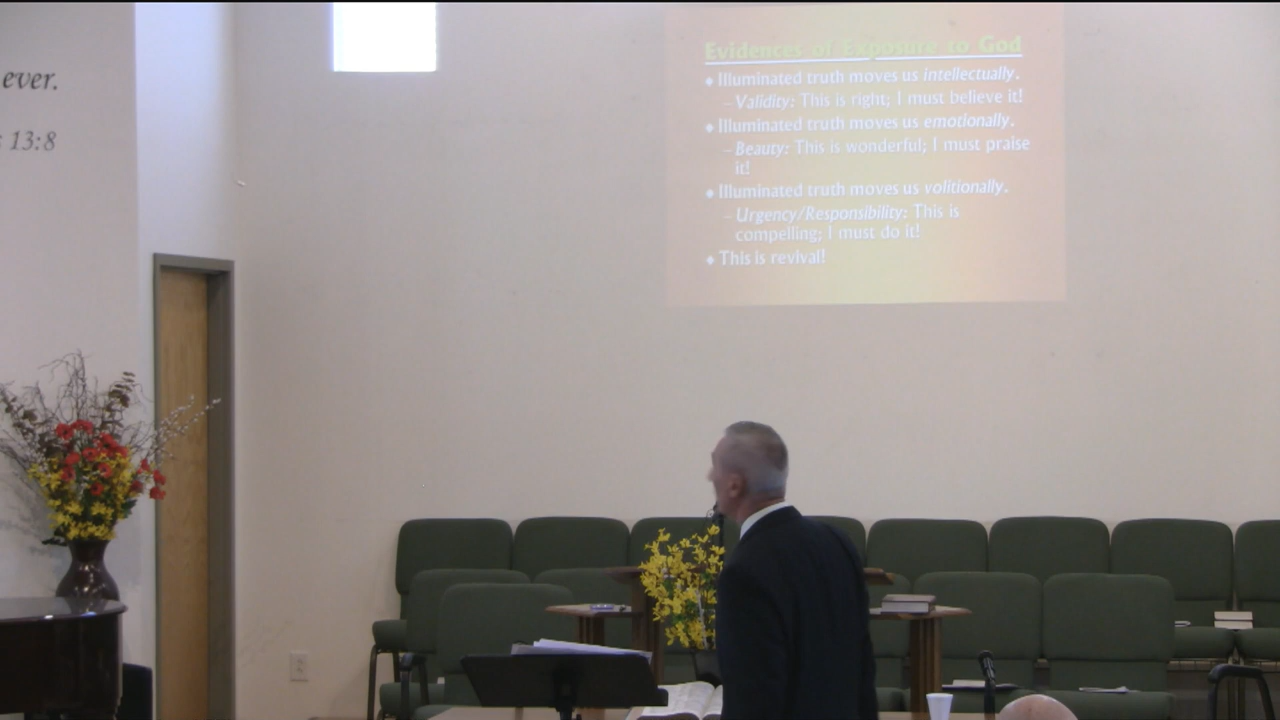 ever.
13:8
Evidences of Exposure to God
♦ Illuminated truth moves us intellectually.
– Validity: This is right; I must believe it!
♦ Illuminated truth moves us emotionally.
– Beauty: This is wonderful; I must praise
it!
♦ Illuminated truth moves us volitionally.
– Urgency/Responsibility: This is
compelling; I must do it!
♦ This is revival!